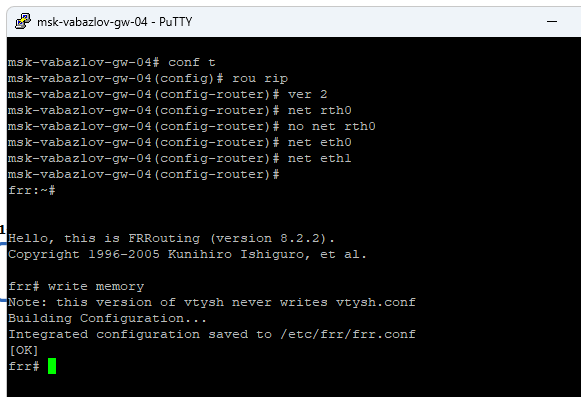 msk-vabazlov-gw-04 - PuTTY
msk-vabazlov-gw-04# conf t
msk-vabazlov-gw-04(config)# rou rip
msk-vabazlov-gw-04(config-router)# ver 2
msk-vabazlov-gw-04(config-router)# net rth0
msk-vabazlov-gw-04(config-router)# no net rth0
msk-vabazlov-gw-04(config-router)# net eth0
msk-vabazlov-gw-04(config-router)# net eth1
msk-vabazlov-gw-04(config-router)#
frr:~#
1
Hello, this is FRRouting (version 8.2.2).
Copyright 1996-2005 Kunihiro Ishiguro, et al.
frr# write memory
Note: this version of vtysh never writes vtysh.conf
Building Configuration...
Integrated configuration saved to /etc/frr/frr.conf
[OK]
frr#